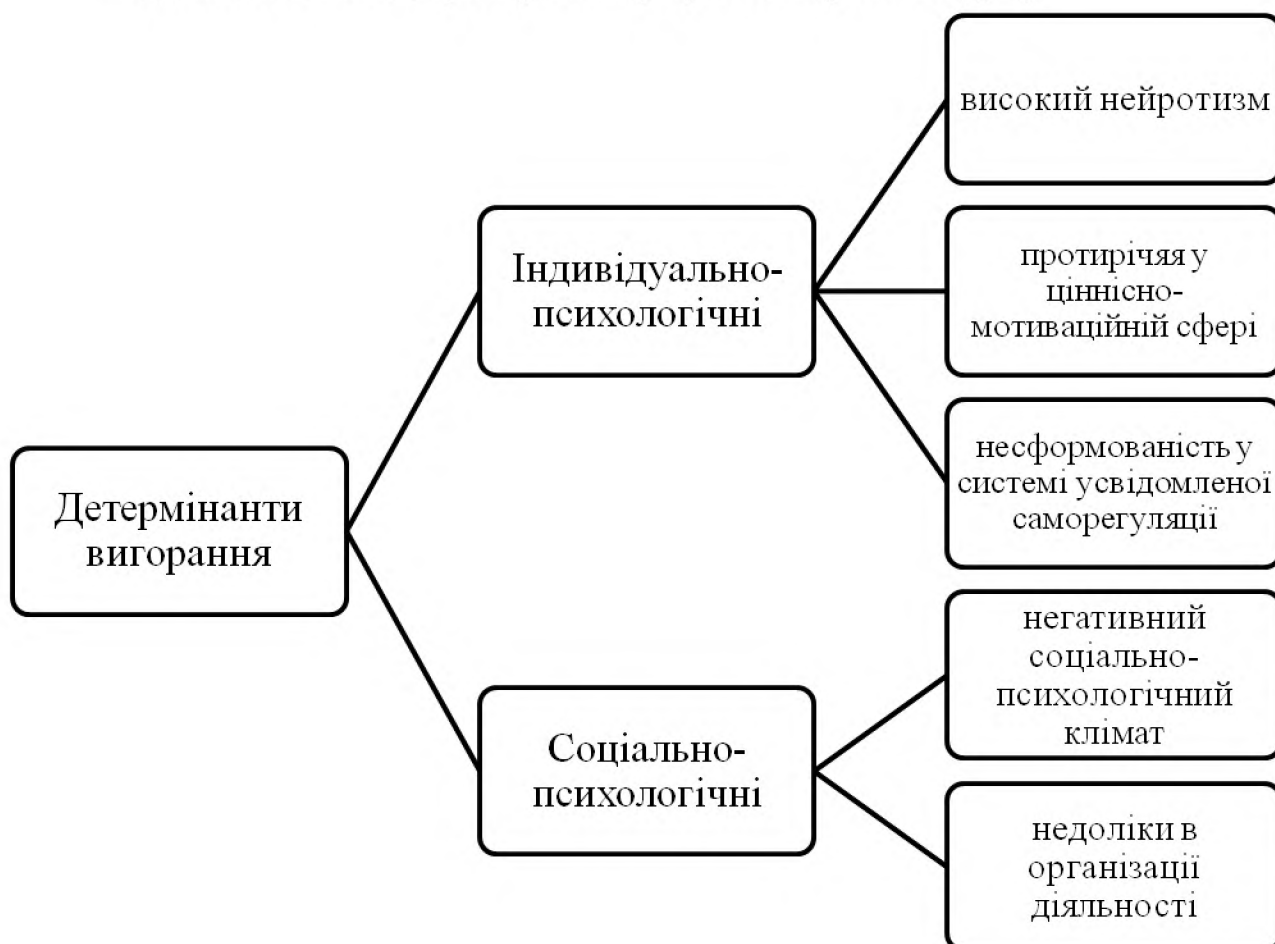 Детермінанти
вигорання
Індивідуально-
психологічні
високий нейротизм
протирічяя у
ціннісно-
мотиваційній сфері
несформованість у
системі усвідомленої
саморегуляції
Соціально-
психологічні
негативний
соціально-
психологічний
клімат
недоліки в
організації
діяльності